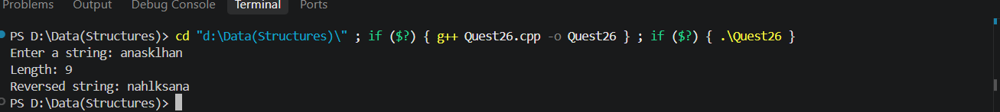 Problems Output Debug Console Terminal Ports
PS D:\Data(Structures)> cd "d:\Data(Structures)\" ; if ($?) { g++ Quest26.cpp -o Quest26 } ; if ($?) { .\Quest26 }
Enter a string: anasklhan
Length: 9
Reversed string: nahlksana
PS D:\Data(Structures)>